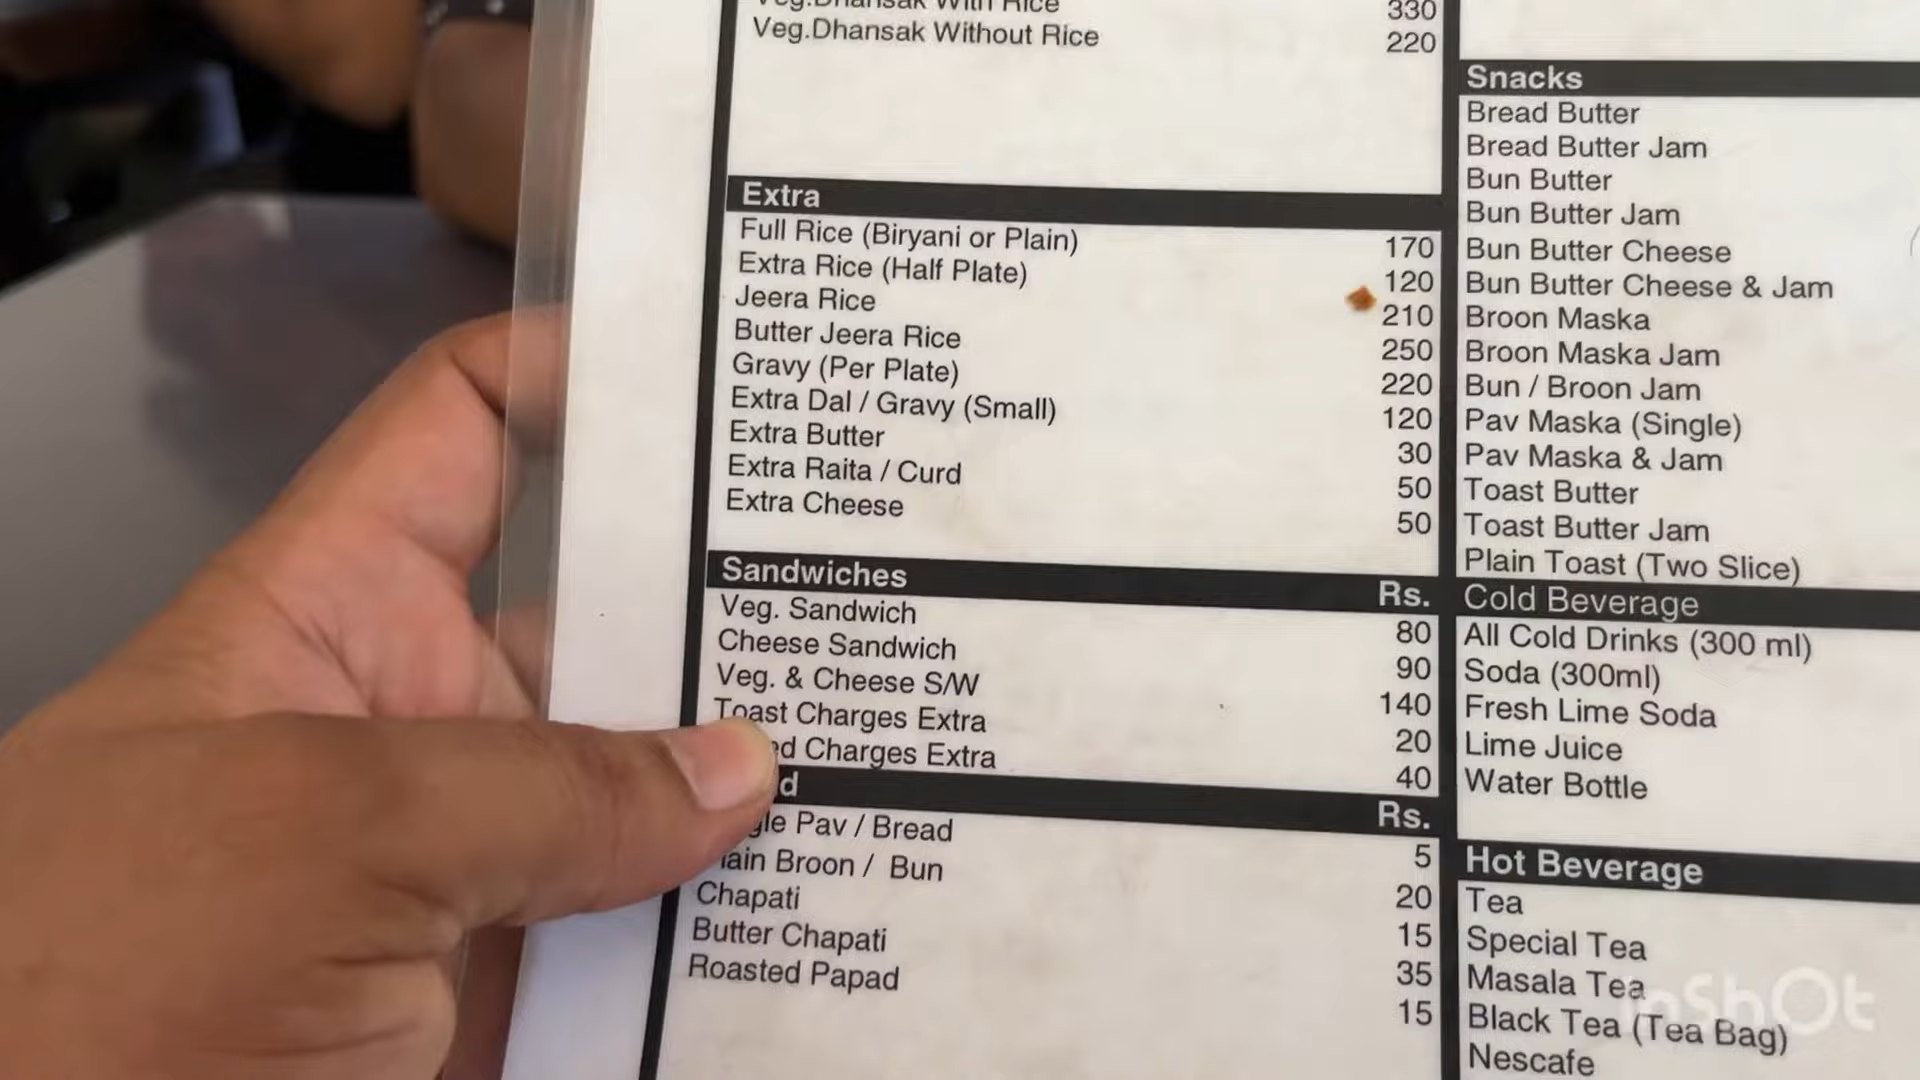 Veg.Dhansak With Rice 330
Veg.Dhansak Without Rice 220
Extra
Full Rice (Biryani or Plain) 170
Extra Rice (Half Plate) 120
Jeera Rice 210
Butter Jeera Rice 250
Gravy (Per Plate) 220
Extra Dal / Gravy (Small) 120
Extra Butter 30
Extra Raita / Curd 50
Extra Cheese 50
Sandwiches Rs.
Veg. Sandwich 80
Cheese Sandwich 90
Veg. & Cheese S/W 140
Toast Charges Extra 20
Charges Extra 40
Rs.
Pav / Bread 5
Broon / Bun 20
Chapati 15
Butter Chapati 35
Roasted Papad 15
Snacks
Bread Butter
Bread Butter Jam
Bun Butter
Bun Butter Jam
Bun Butter Cheese
Bun Butter Cheese & Jam
Broon Maska
Broon Maska Jam
Bun / Broon Jam
Pav Maska (Single)
Pav Maska & Jam
Toast Butter
Toast Butter Jam
Plain Toast (Two Slice)
Cold Beverage
All Cold Drinks (300 ml)
Soda (300ml)
Fresh Lime Soda
Lime Juice
Water Bottle
Hot Beverage
Tea
Special Tea
Masala Tea
Black Tea (Tea Bag)
Nescafe
InShOt